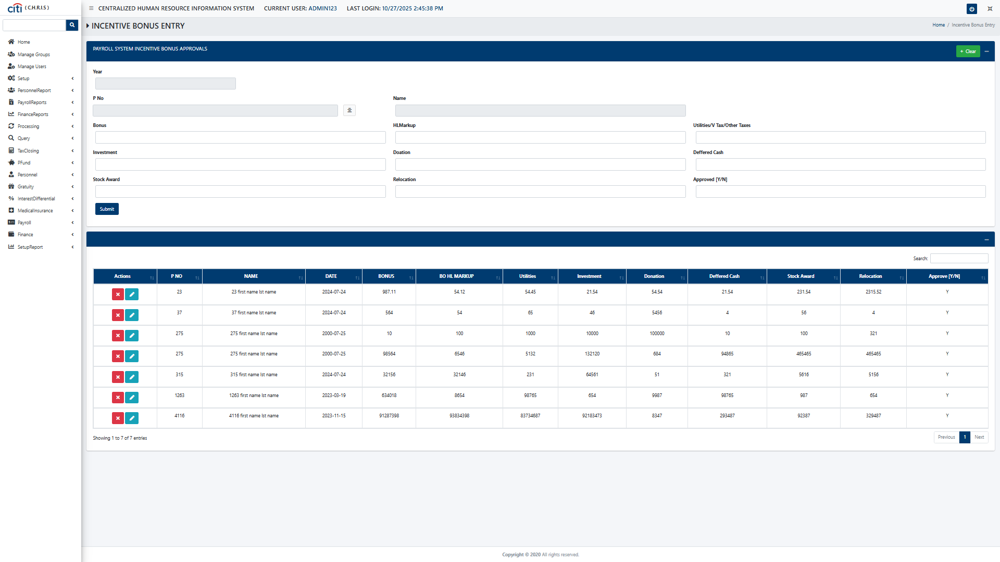 citi ( C.H.R.I.S )
CENTRALIZED HUMAN RESOURCE INFORMATION SYSTEM CURRENT USER: ADMIN123 LAST LOGIN: 10/27/2025 2:45:38 PM
INCENTIVE BONUS ENTRY
Home / Incentive Bonus Entry
Home
Manage Groups
Manage Users
Setup
PersonnelReport
PayrollReports
FinanceReports
Processing
Query
TaxClosing
PFund
Personnel
Gratuity
InterestDifferential
MedicalInsurance
Payroll
Finance
SetupReport
PAYROLL SYSTEM INCENTIVE BONUS APPROVALS
+ Clear
Year
P No Name
Bonus HLMarkup Utilities/V Tax/Other Taxes
Investment Doation Deffered Cash
Stock Award Relocation Approved [Y/N]
Submit
Search:
Actions P NO NAME DATE BONUS BO HL MARKUP Utilities Investment Donation Deffered Cash Stock Award Relocation Approve [Y/N]
23 23 first name lst name 2024-07-24 987.11 54.12 54.45 21.54 54.54 21.54 231.54 2315.52 Y
37 37 first name lst name 2024-07-24 564 54 65 46 5456 4 56 4 Y
275 275 first name lst name 2000-07-25 10 100 1000 10000 100000 10 100 321 Y
275 275 first name lst name 2000-07-25 98564 6546 5132 132120 684 94865 465465 465465 Y
315 315 first name lst name 2024-07-24 32156 32146 231 64561 51 321 5616 5156 Y
1263 1263 first name lst name 2023-03-19 634018 8654 98765 654 9987 98765 987 654 Y
4116 4116 first name lst name 2023-11-15 91287398 93834398 83734687 92183473 8347 293487 92387 329487 Y
Showing 1 to 7 of 7 entries
Previous 1 Next
Copyright © 2020 All rights reserved.